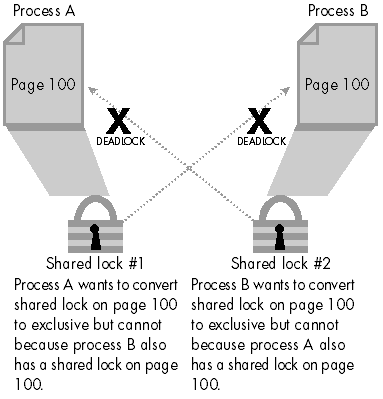 Process A
Process B
Page 100
Page 100
X
X
DEADLOCK
DEADLOCK
Shared lock #1
Process A wants to convert
shared lock on page 100
to exclusive but cannot
because process B also
has a shared lock on page
100.
Shared lock #2
Process B wants to convert
shared lock on page 100
to exclusive but cannot
because process A also
has a shared lock on page
100.